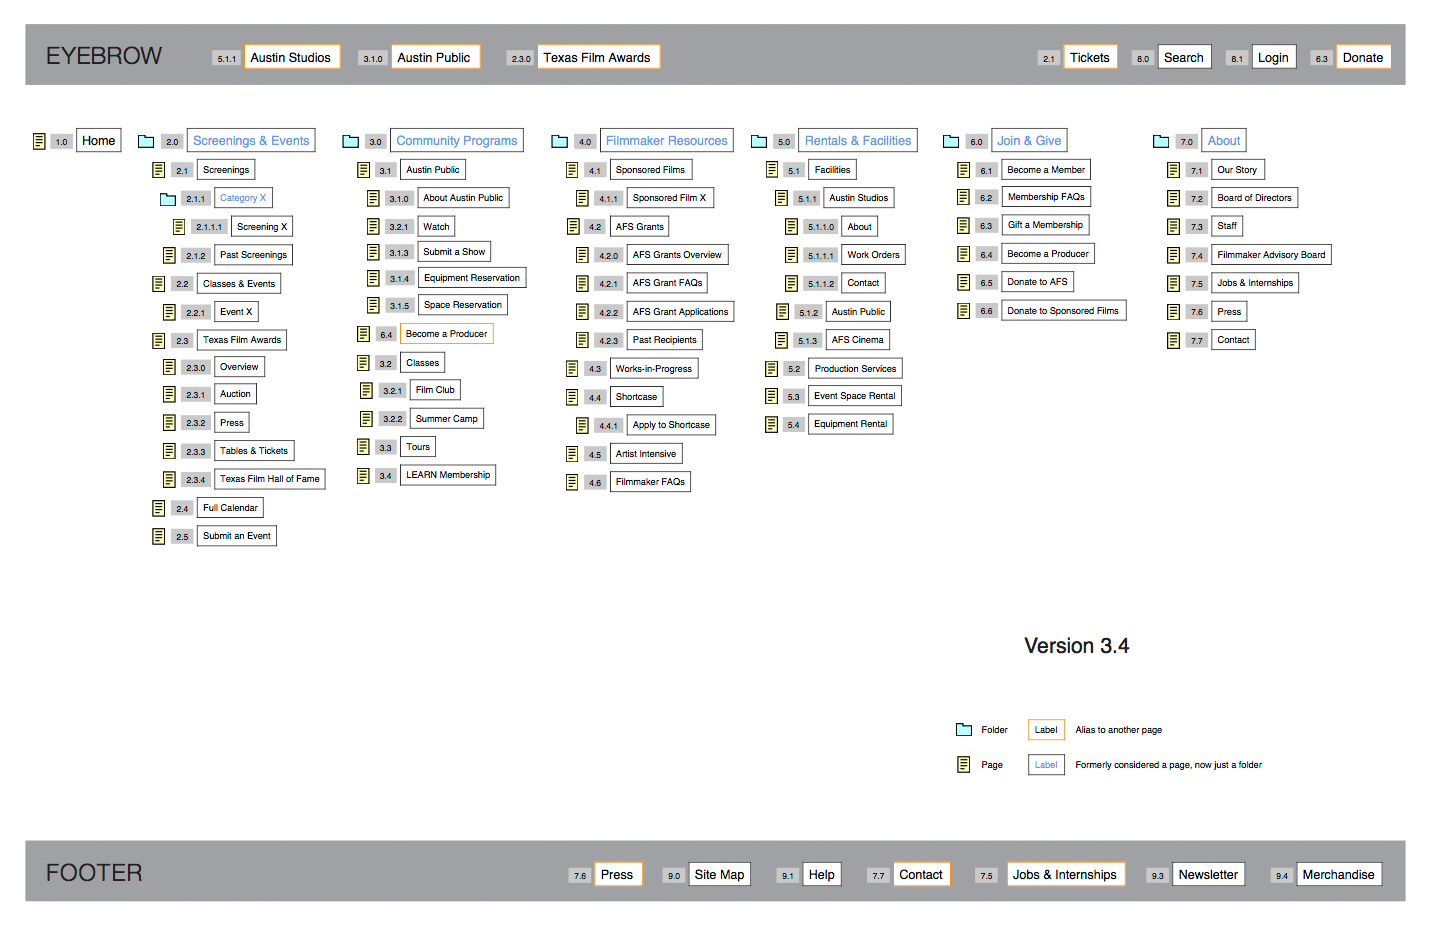 EYEBROW
5.1.1 Austin Studios
3.1.0 Austin Public
2.3.0 Texas Film Awards
2.1 Tickets
8.0 Search
8.1 Login
6.3 Donate
1.0 Home
2.0 Screenings & Events
2.1 Screenings
2.1.1 Category X
2.1.1.1 Screening X
2.1.2 Past Screenings
2.2 Classes & Events
2.2.1 Event X
2.3 Texas Film Awards
2.3.0 Overview
2.3.1 Auction
2.3.2 Press
2.3.3 Tables & Tickets
2.3.4 Texas Film Hall of Fame
2.4 Full Calendar
2.5 Submit an Event
3.0 Community Programs
3.1 Austin Public
3.1.0 About Austin Public
3.2.1 Watch
3.1.3 Submit a Show
3.1.4 Equipment Reservation
3.1.5 Space Reservation
6.4 Become a Producer
3.2 Classes
3.2.1 Film Club
3.2.2 Summer Camp
3.3 Tours
3.4 LEARN Membership
4.0 Filmmaker Resources
4.1 Sponsored Films
4.1.1 Sponsored Film X
4.2 AFS Grants
4.2.0 AFS Grants Overview
4.2.1 AFS Grant FAQs
4.2.2 AFS Grant Applications
4.2.3 Past Recipients
4.3 Works-in-Progress
4.4 Shortcase
4.4.1 Apply to Shortcase
4.5 Artist Intensive
4.6 Filmmaker FAQs
5.0 Rentals & Facilities
5.1 Facilities
5.1.1 Austin Studios
5.1.1.0 About
5.1.1.1 Work Orders
5.1.1.2 Contact
5.1.2 Austin Public
5.1.3 AFS Cinema
5.2 Production Services
5.3 Event Space Rental
5.4 Equipment Rental
6.0 Join & Give
6.1 Become a Member
6.2 Membership FAQs
6.3 Gift a Membership
6.4 Become a Producer
6.5 Donate to AFS
6.6 Donate to Sponsored Films
7.0 About
7.1 Our Story
7.2 Board of Directors
7.3 Staff
7.4 Filmmaker Advisory Board
7.5 Jobs & Internships
7.6 Press
7.7 Contact
Version 3.4
Folder
Label Alias to another page
Page
Label Formerly considered a page, now just a folder
FOOTER
7.6 Press
9.0 Site Map
9.1 Help
7.7 Contact
7.5 Jobs & Internships
9.3 Newsletter
9.4 Merchandise